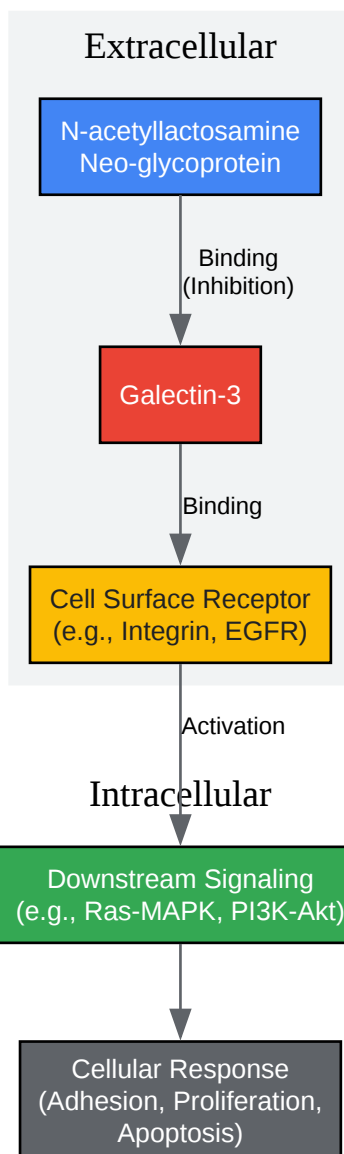 Extracellular
N-acetyllactosamine
Neo-glycoprotein
Binding
(Inhibition)
Galectin-3
Binding
Cell Surface Receptor
(e.g., Integrin, EGFR)
Activation
Intracellular
Downstream Signaling
(e.g., Ras-MAPK, PI3K-Akt)
Cellular Response
(Adhesion, Proliferation,
Apoptosis)